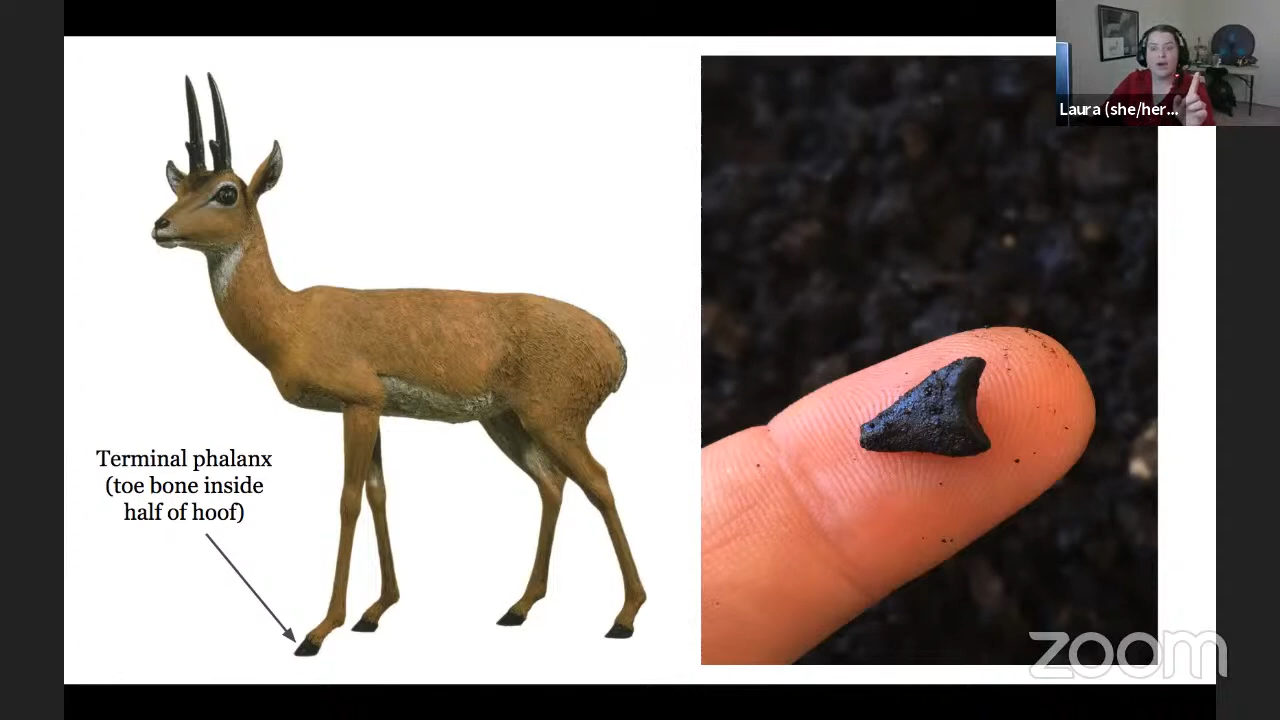 Laura (she/her...
Terminal phalanx
(toe bone inside
half of hoof)
zoom